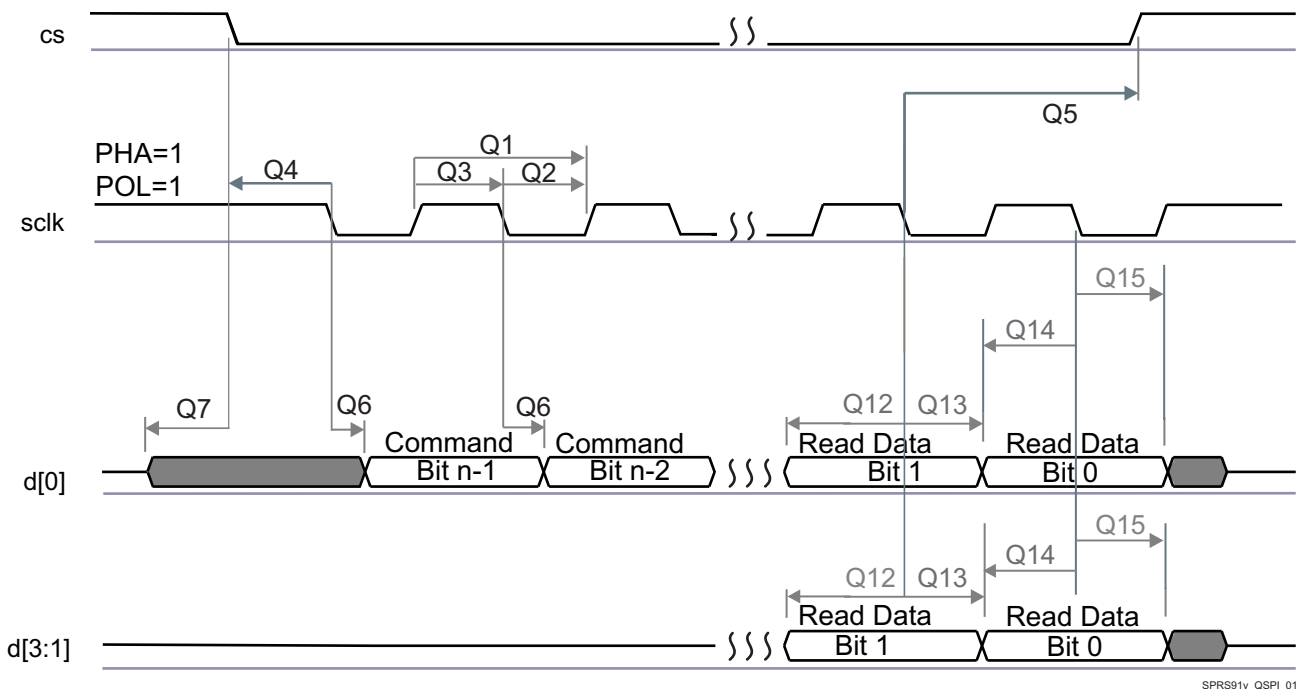 cs
Q5
PHA=1
POL=1
Q1
Q4
Q3
Q2
sclk
Q15
Q14
Q7
Q6
Q6
Q12
Q13
Command
Command
Read Data
Read Data
d[0]
Bit n-1
Bit n-2
Bit 1
Bit 0
Q15
Q14
Q12
Q13
Read Data
Read Data
d[3:1]
Bit 1
Bit 0
SPRS91v_QSPI_01